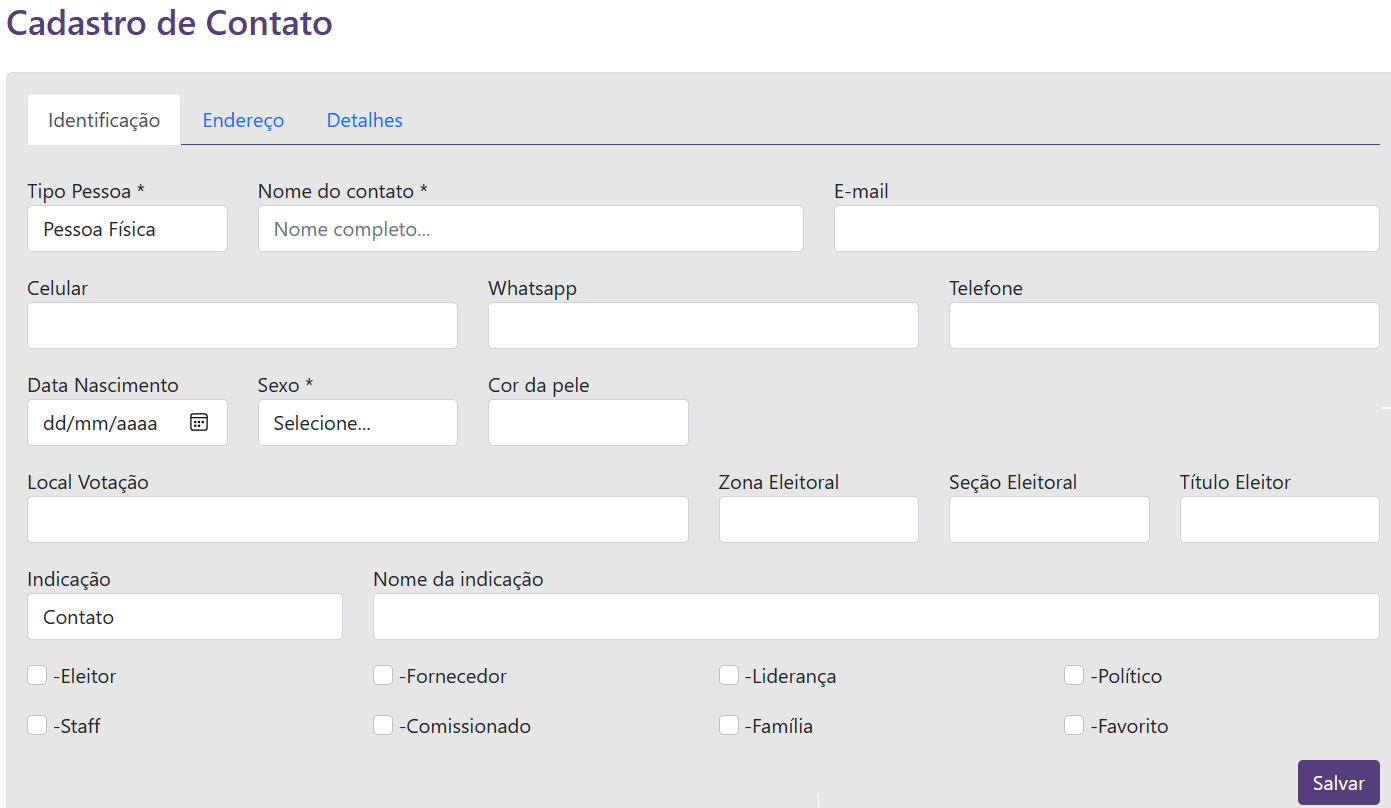 Cadastro de Contato
Identificação Endereço Detalhes
Tipo Pessoa * Nome do contato * E-mail
Pessoa Física Nome completo...
Celular Whatsapp Telefone
Data Nascimento Sexo * Cor da pele
dd/mm/aaaa Selecione...
Local Votação Zona Eleitoral Seção Eleitoral Título Eleitor
Indicação Nome da indicação
Contato
-Eleitor -Fornecedor -Liderança -Político
-Staff -Comissionado -Família -Favorito
Salvar